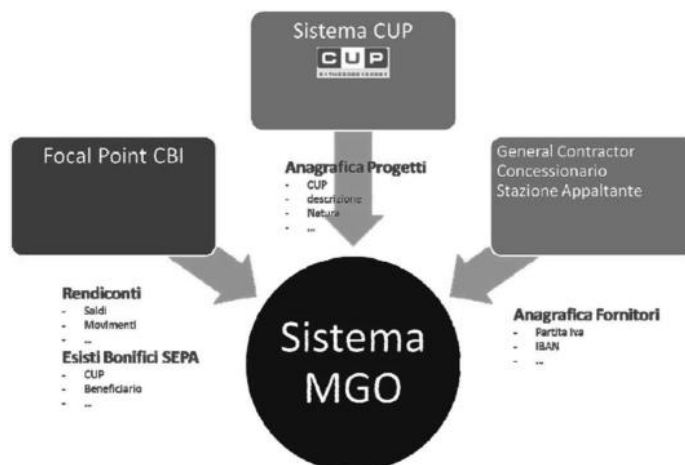 Sistema CUP
CUP
Focal Point CBI
General Contractor
Concessionario
Stazione Appaltante
Anagrafica Progetti
- CUP
- descrizione
- Natura
- ...
Rendiconti
- Saldi
- Movimenti
- ...
Esisti Bonifici SEPA
- CUP
- Beneficiario
- ...
Anagrafica Fornitori
- Partita Iva
- IBAN
- ...
Sistema
MGO